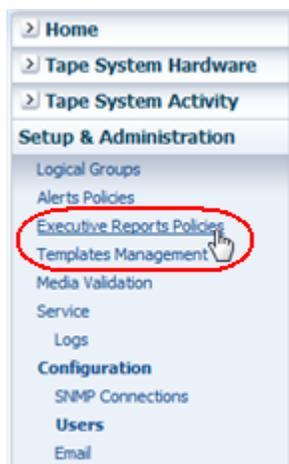 Home
Tape System Hardware
Tape System Activity
Setup & Administration
Logical Groups
Alerts Policies
Executive Reports Policies
Templates Management
Media Validation
Service
Logs
Configuration
SNMP Connections
Users
Email